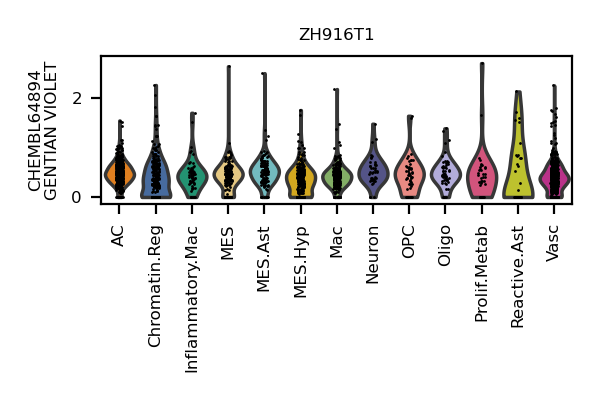 ZH916T1
CHEMBL64894
GENTIAN VIOLET
2
0
AC
Chromatin.Reg
Inflammatory.Mac
MES
MES.Ast
MES.Hyp
Mac
Neuron
OPC
Oligo
Prolif.Metab
Reactive.Ast
Vasc